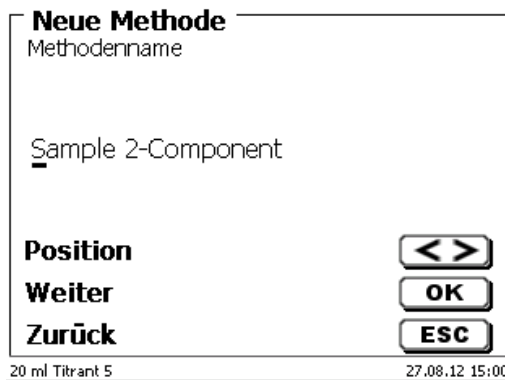 Neue Methode
Methodenname
Sample 2-Component
Position < >
Weiter OK
Zurück ESC
20 ml Titrant 5 27.08.12 15:00